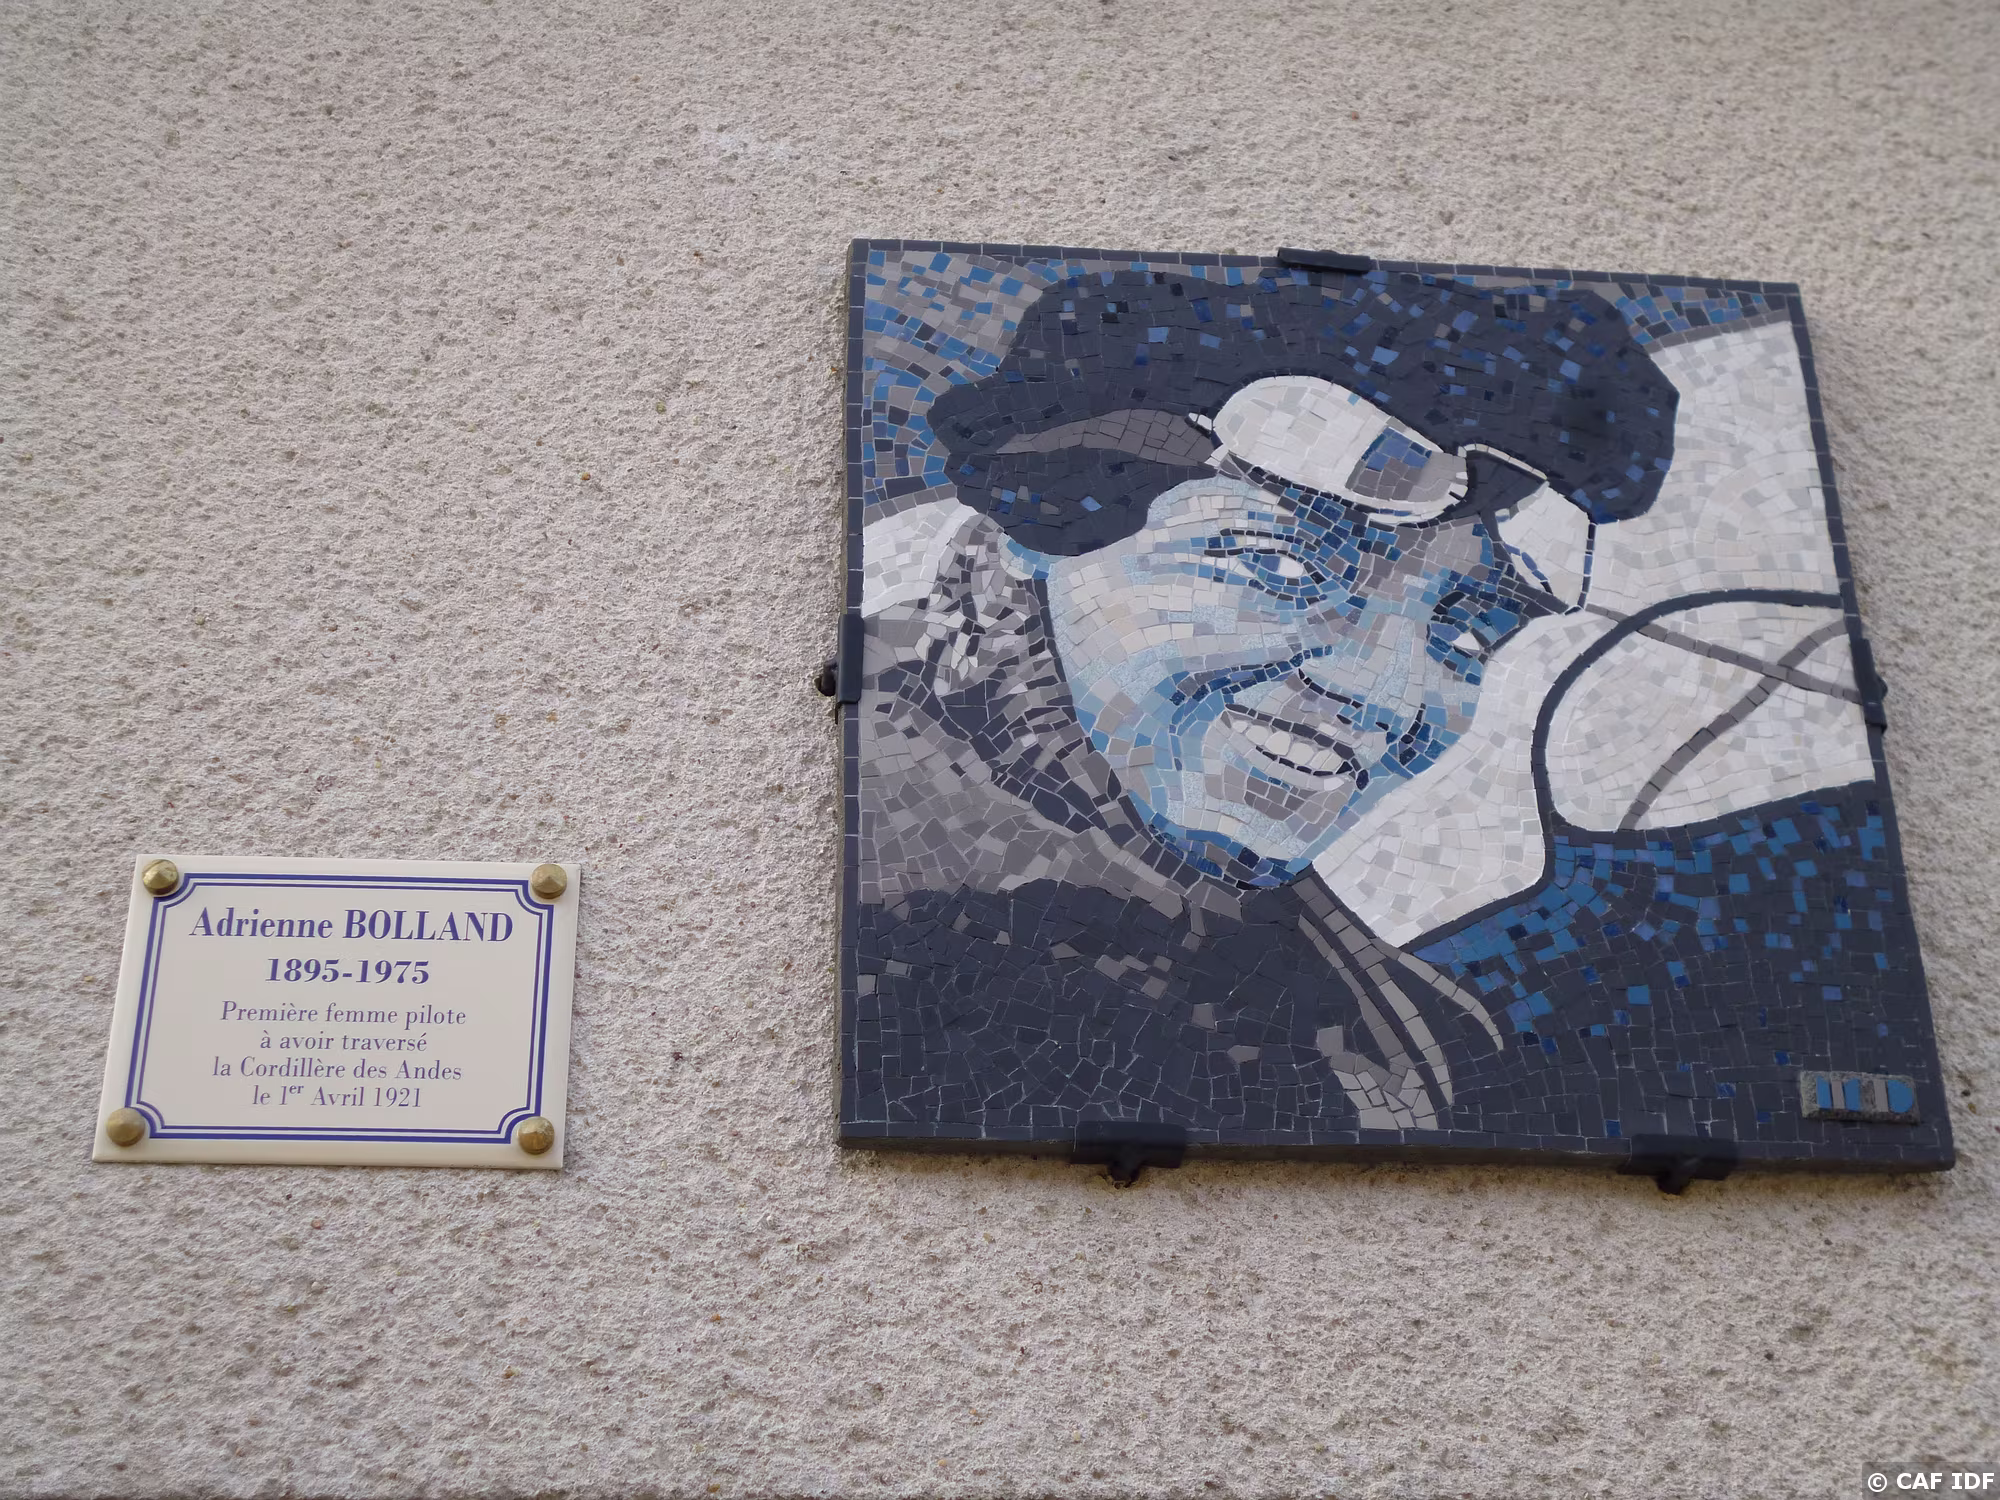 Adrienne BOLLAND
1895-1975
Première femme pilote
à avoir traversé
la Cordillère des Andes
le 1er Avril 1921
© CAF IDF